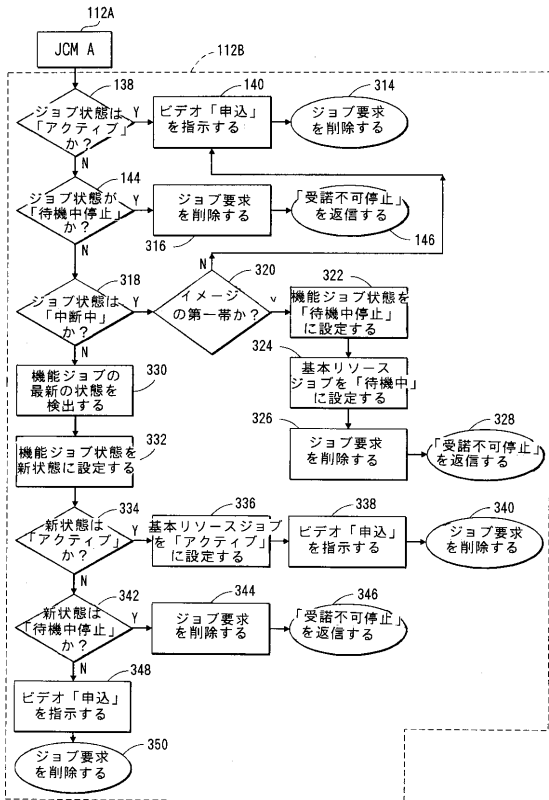 112A
JCM A
112B
138
ジョブ状態は
「アクティブ」
か?
Y
N
140
ビデオ「申込」
を指示する
314
ジョブ要求
を削除する
144
ジョブ状態が
「待機中停止」
か?
Y
N
ジョブ要求
を削除する
316
「受諾不可停止」
を返信する
146
318
ジョブ状態は
「中断中」
か?
Y
N
N
320
イメージ
の第一帯か?
322
機能ジョブ状態を
「待機中停止」
に設定する
324
基本リソース
ジョブを「待機中」
に設定する
326
ジョブ要求
を削除する
328
「受諾不可停止」
を返信する
330
機能ジョブの
最新の状態を
検出する
332
機能ジョブ状態を
新状態に設定する
334
新状態は
「アクティブ」
か?
Y
N
336
基本リソースジョブ
を「アクティブ」
に設定する
338
ビデオ「申込」
を指示する
340
ジョブ要求
を削除する
342
新状態は
「待機中停止」
か?
Y
N
344
ジョブ要求
を削除する
346
「受諾不可停止」
を返信する
348
ビデオ「申込」
を指示する
350
ジョブ要求
を削除する